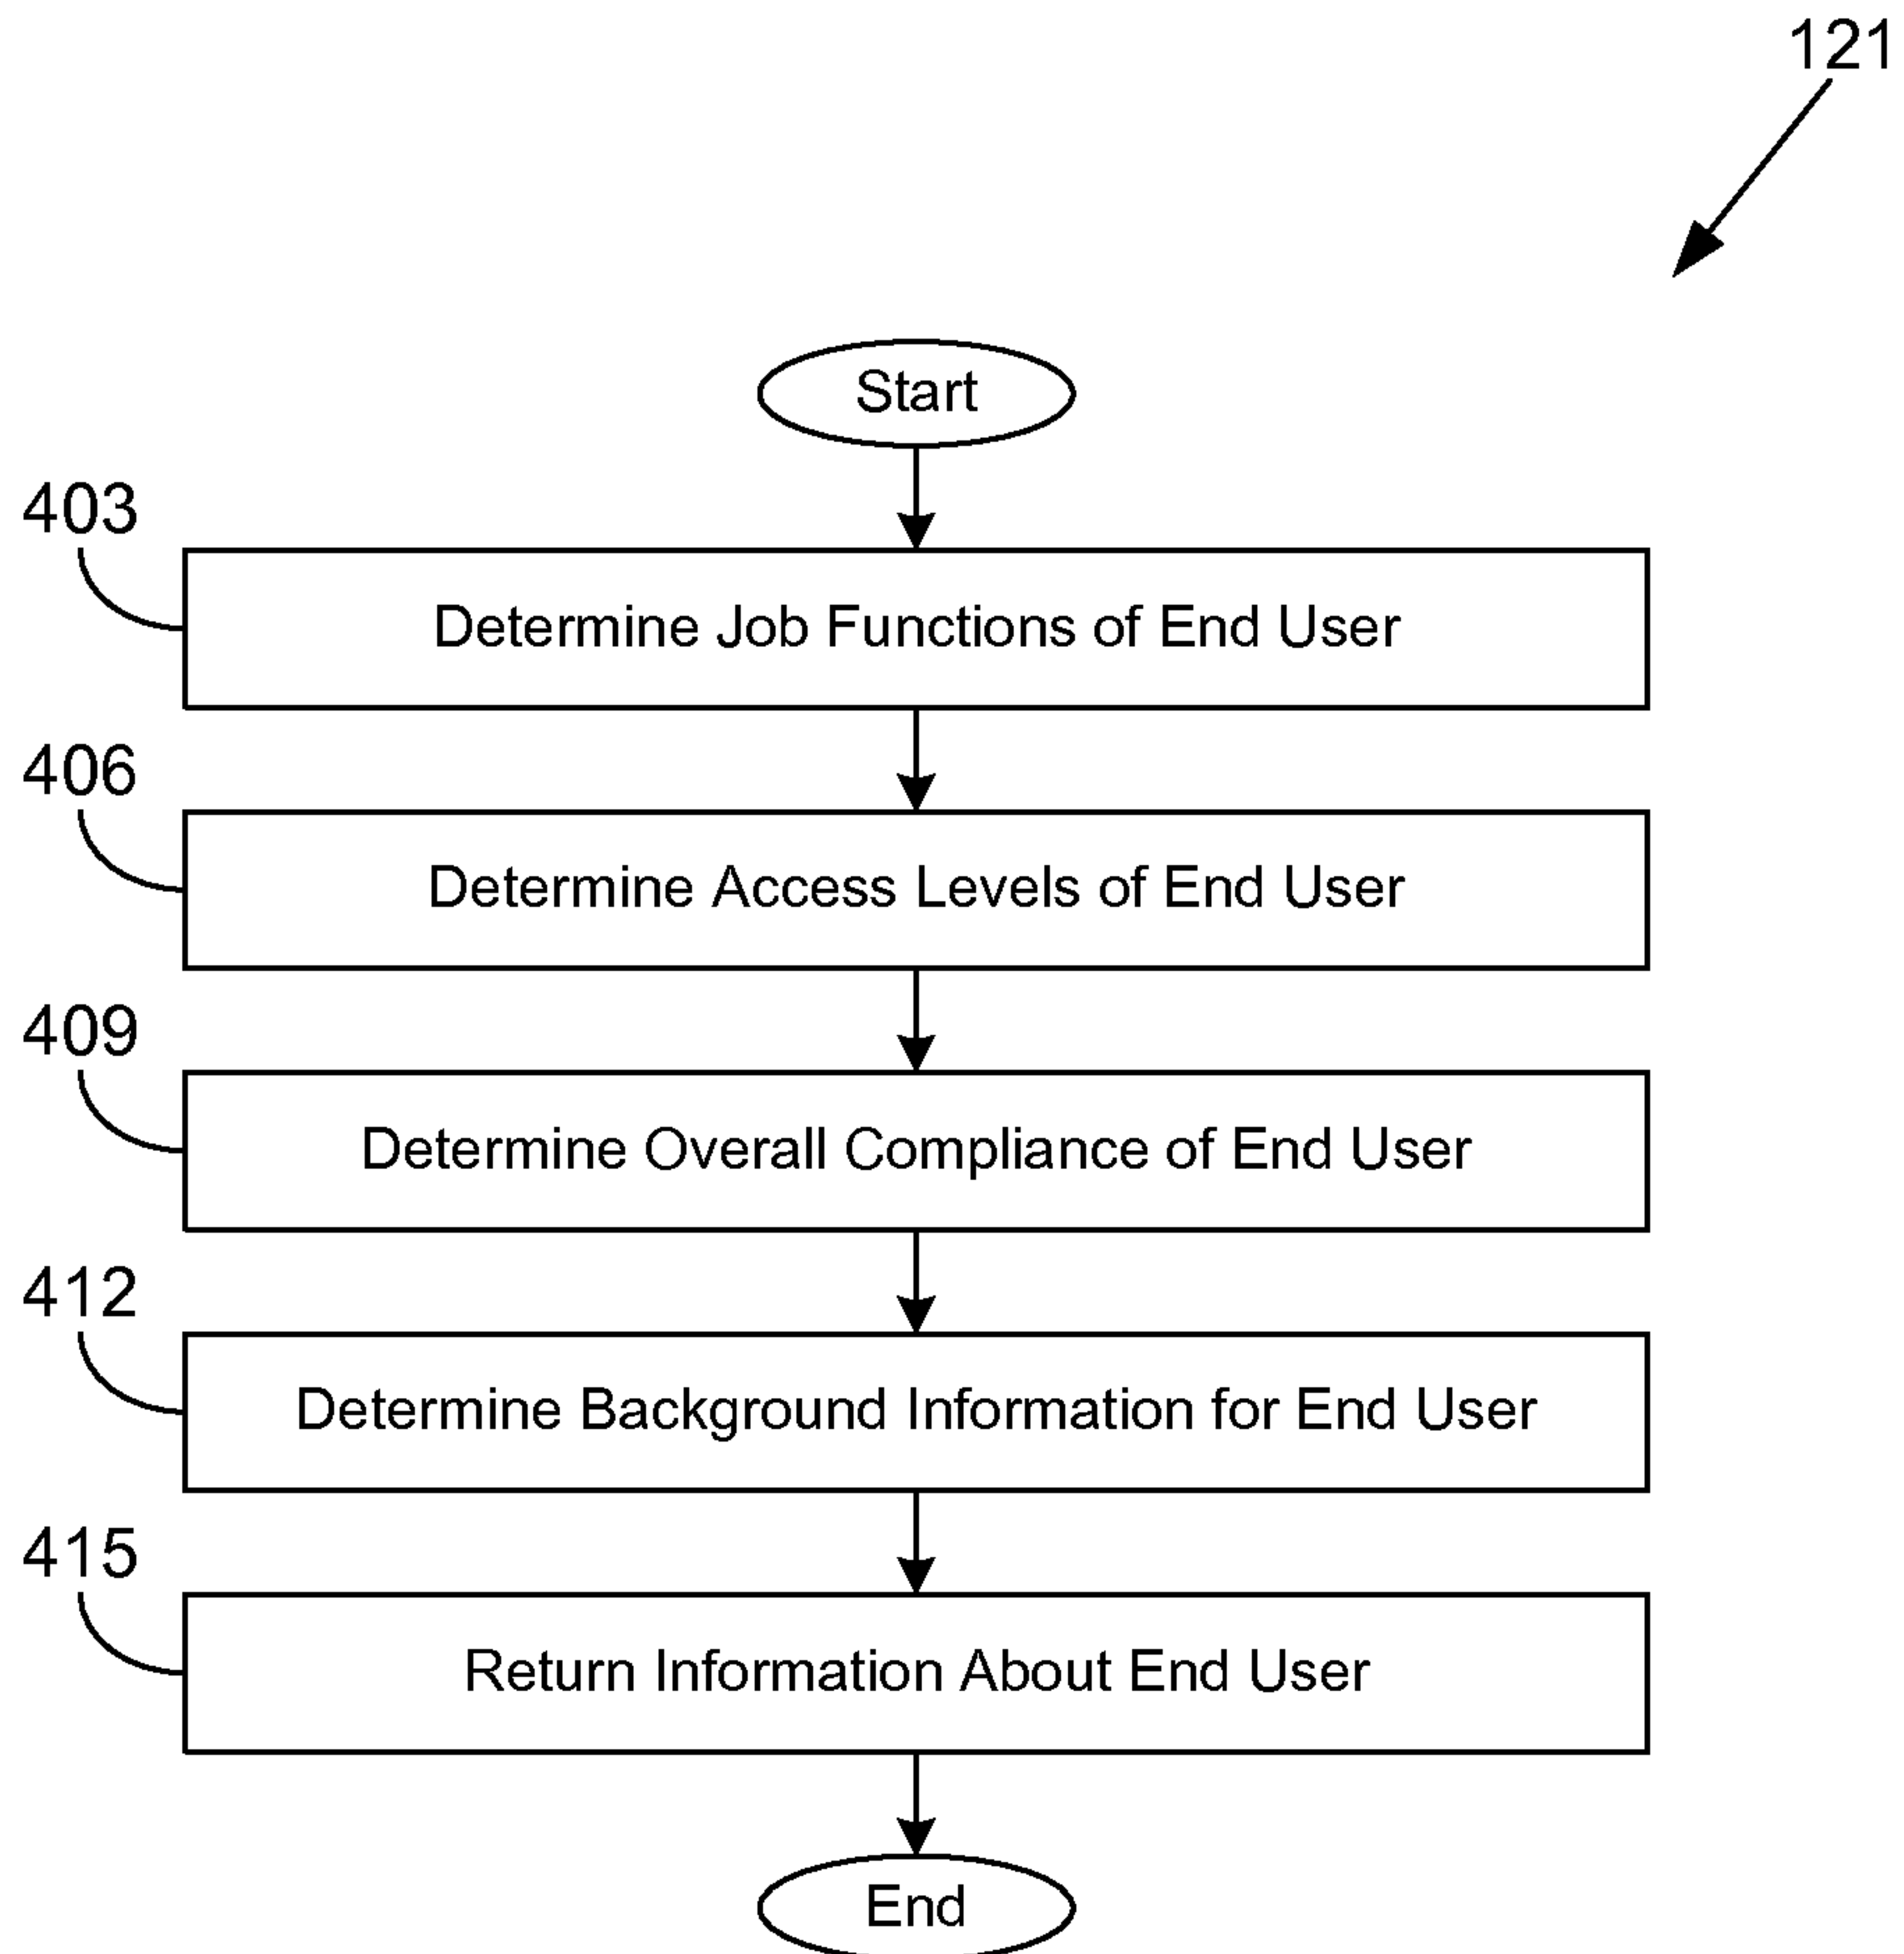 121
Start
403
Determine Job Functions of End User
406
Determine Access Levels of End User
409
Determine Overall Compliance of End User
412
Determine Background Information for End User
415
Return Information About End User
End